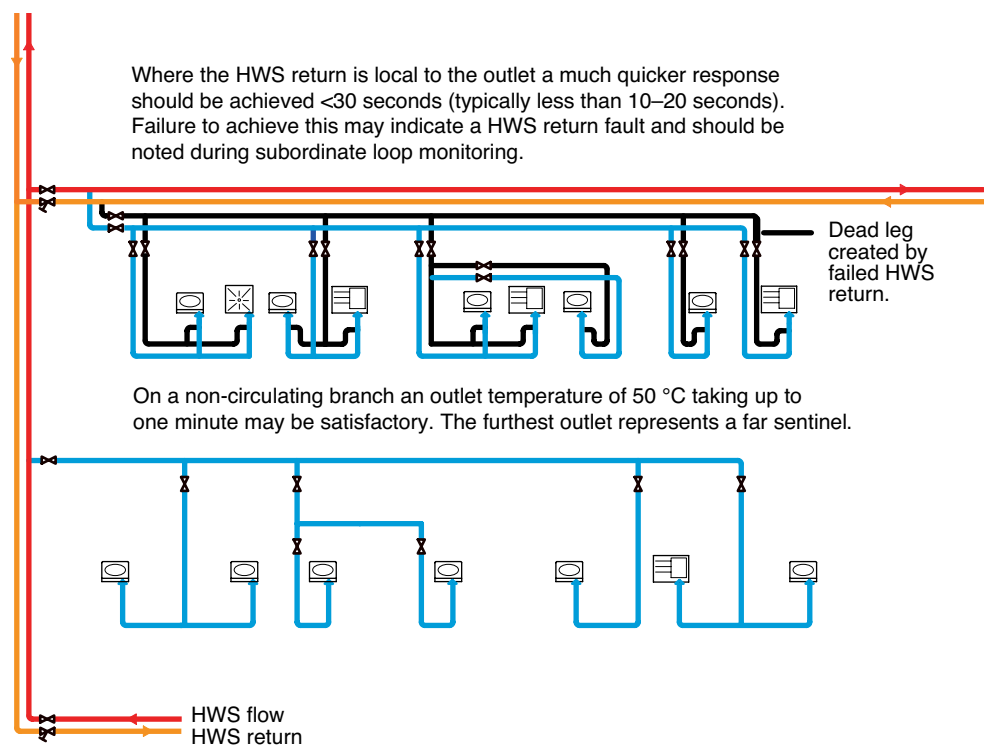 Where the HWS return is local to the outlet a much quicker response
should be achieved <30 seconds (typically less than 10–20 seconds).
Failure to achieve this may indicate a HWS return fault and should be
noted during subordinate loop monitoring.
Dead leg
created by
failed HWS
return.
On a non-circulating branch an outlet temperature of 50 °C taking up to
one minute may be satisfactory. The furthest outlet represents a far sentinel.
HWS flow
HWS return